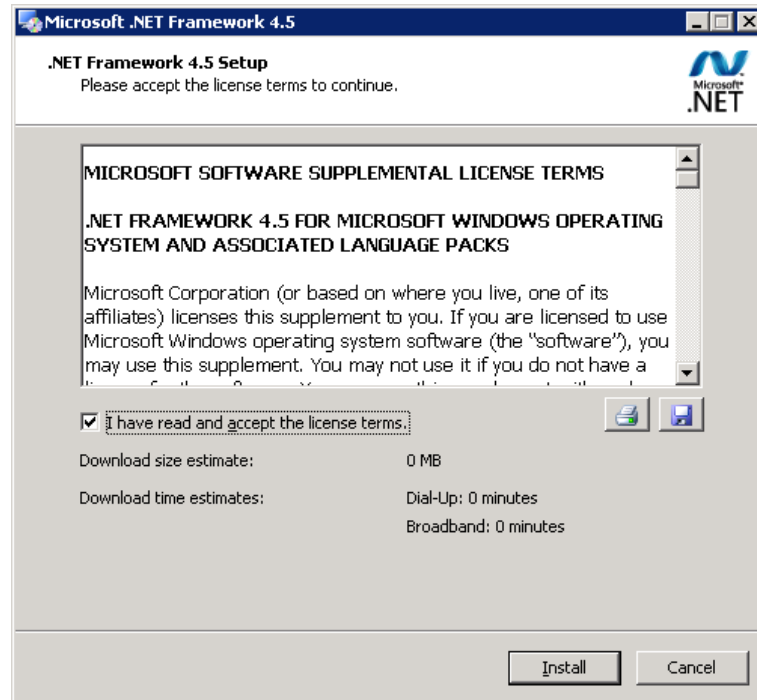 Microsoft .NET Framework 4.5
.NET Framework 4.5 Setup
Please accept the license terms to continue.
Microsoft®
.NET
MICROSOFT SOFTWARE SUPPLEMENTAL LICENSE TERMS
.NET FRAMEWORK 4.5 FOR MICROSOFT WINDOWS OPERATING
SYSTEM AND ASSOCIATED LANGUAGE PACKS
Microsoft Corporation (or based on where you live, one of its
affiliates) licenses this supplement to you. If you are licensed to use
Microsoft Windows operating system software (the "software"), you
may use this supplement. You may not use it if you do not have a
I have read and accept the license terms.
Download size estimate: 0 MB
Download time estimates: Dial-Up: 0 minutes
Broadband: 0 minutes
Install Cancel